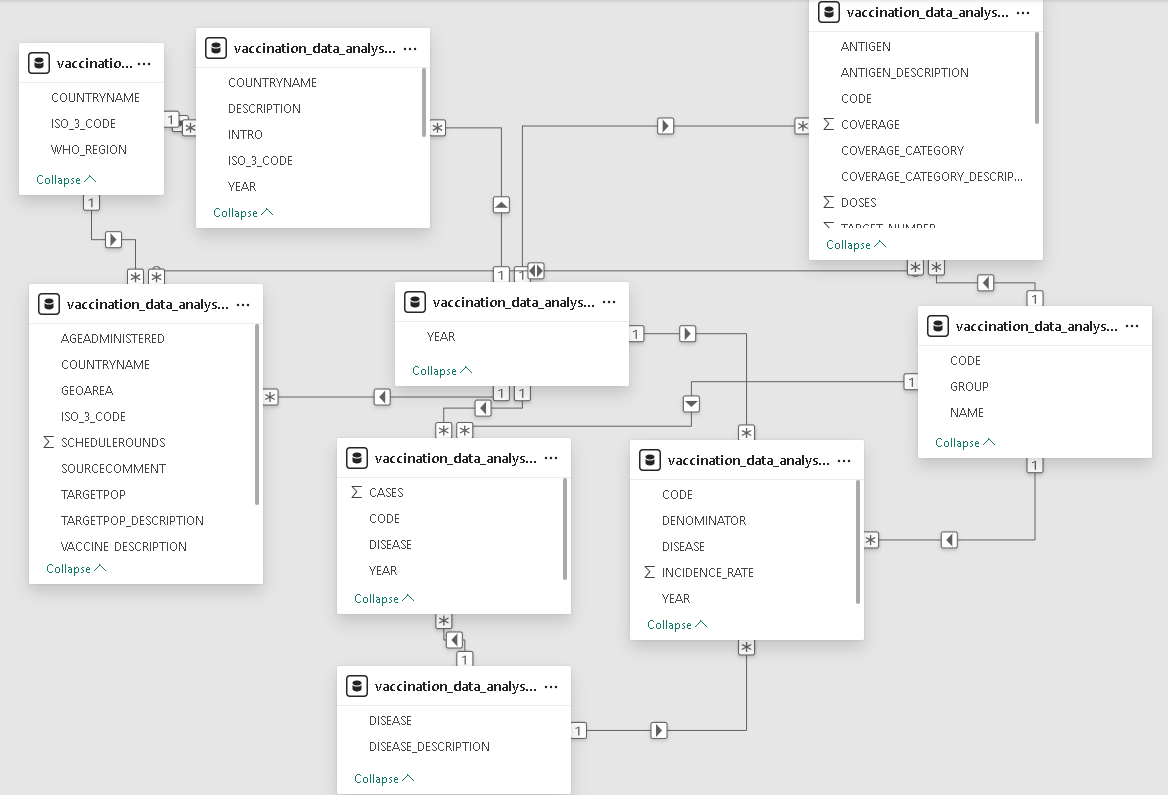 vaccinatio...
COUNTRYNAME
ISO_3_CODE
WHO_REGION
Collapse
vaccination_data_analys...
COUNTRYNAME
DESCRIPTION
INTRO
ISO_3_CODE
YEAR
Collapse
vaccination_data_analys...
ANTIGEN
ANTIGEN_DESCRIPTION
CODE
COVERAGE
COVERAGE_CATEGORY
COVERAGE_CATEGORY_DESCRIP...
DOSES
TARGET_NUMBER
Collapse
vaccination_data_analys...
AGEADMINISTERED
COUNTRYNAME
GEOAREA
ISO_3_CODE
SCHEDULEROUNDS
SOURCECOMMENT
TARGETPOP
TARGETPOP_DESCRIPTION
VACCINE_DESCRIPTION
Collapse
vaccination_data_analys...
YEAR
Collapse
vaccination_data_analys...
CODE
GROUP
NAME
Collapse
vaccination_data_analys...
Σ CASES
CODE
DISEASE
YEAR
Collapse
vaccination_data_analys...
CODE
DENOMINATOR
DISEASE
Σ INCIDENCE_RATE
YEAR
Collapse
vaccination_data_analys...
DISEASE
DISEASE_DESCRIPTION
Collapse